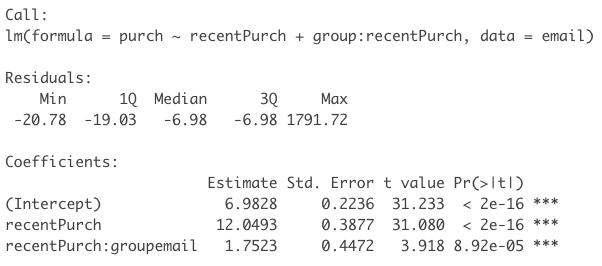 Call:
lm(formula = purch ~ recentPurch + group:recentPurch, data = email)
Residuals:
Min 1Q Median 3Q Max
-20.78 -19.03 -6.98 -6.98 1791.72
Coefficients:
Estimate Std. Error t value Pr(>|t|)
(Intercept) 6.9828 0.2236 31.233 < 2e-16 ***
recentPurch 12.0493 0.3877 31.080 < 2e-16 ***
recentPurch:groupemail 1.7523 0.4472 3.918 8.92e-05 ***